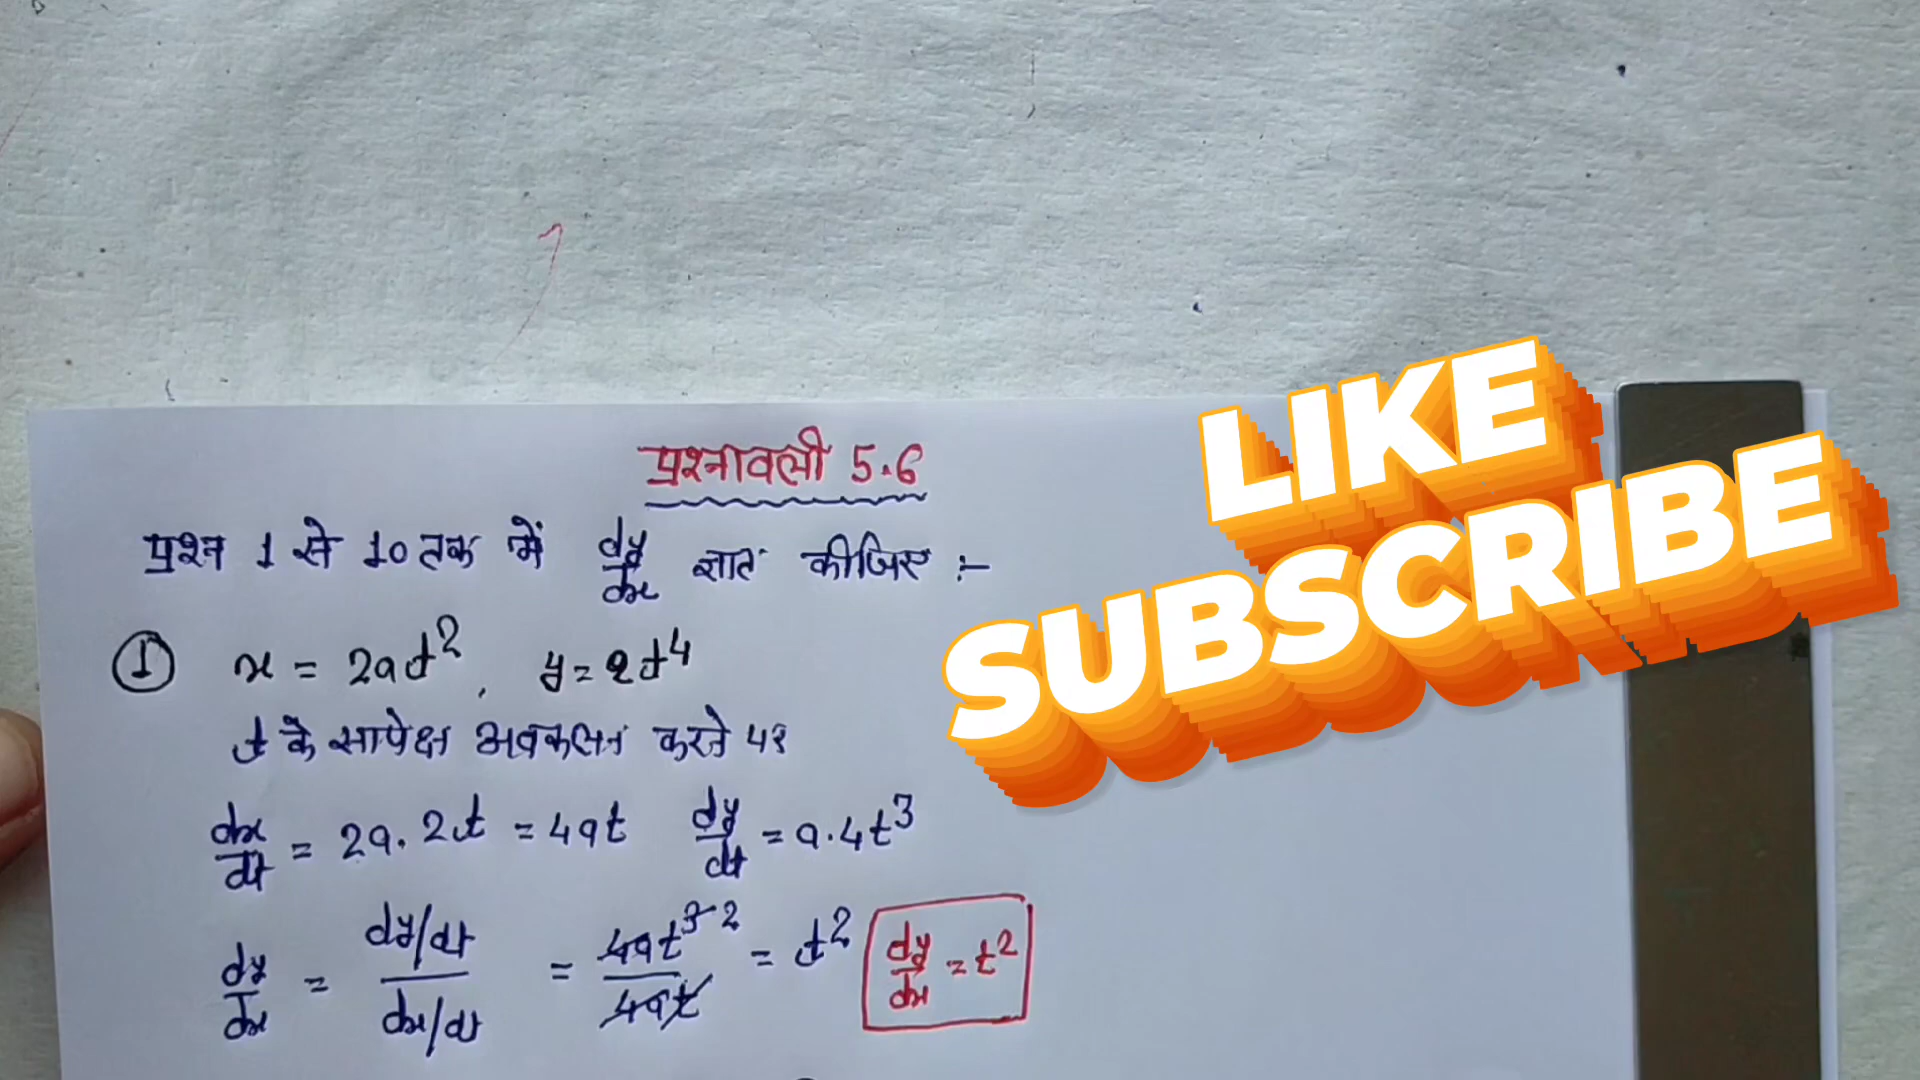 प्रश्नावली 5.6
प्रश्न 1 से 10 तक में dy/dx ज्ञात कीजिए :-
① x = 2at², y = at⁴
t के सापेक्ष अवकलन करने पर
dx/dt = 2a.2t = 4at dy/dt = a.4t³
dy/dx = (dy/dt)/(dx/dt) = 4at³/4at = t² dy/dx = t²
LIKE
SUBSCRIBE